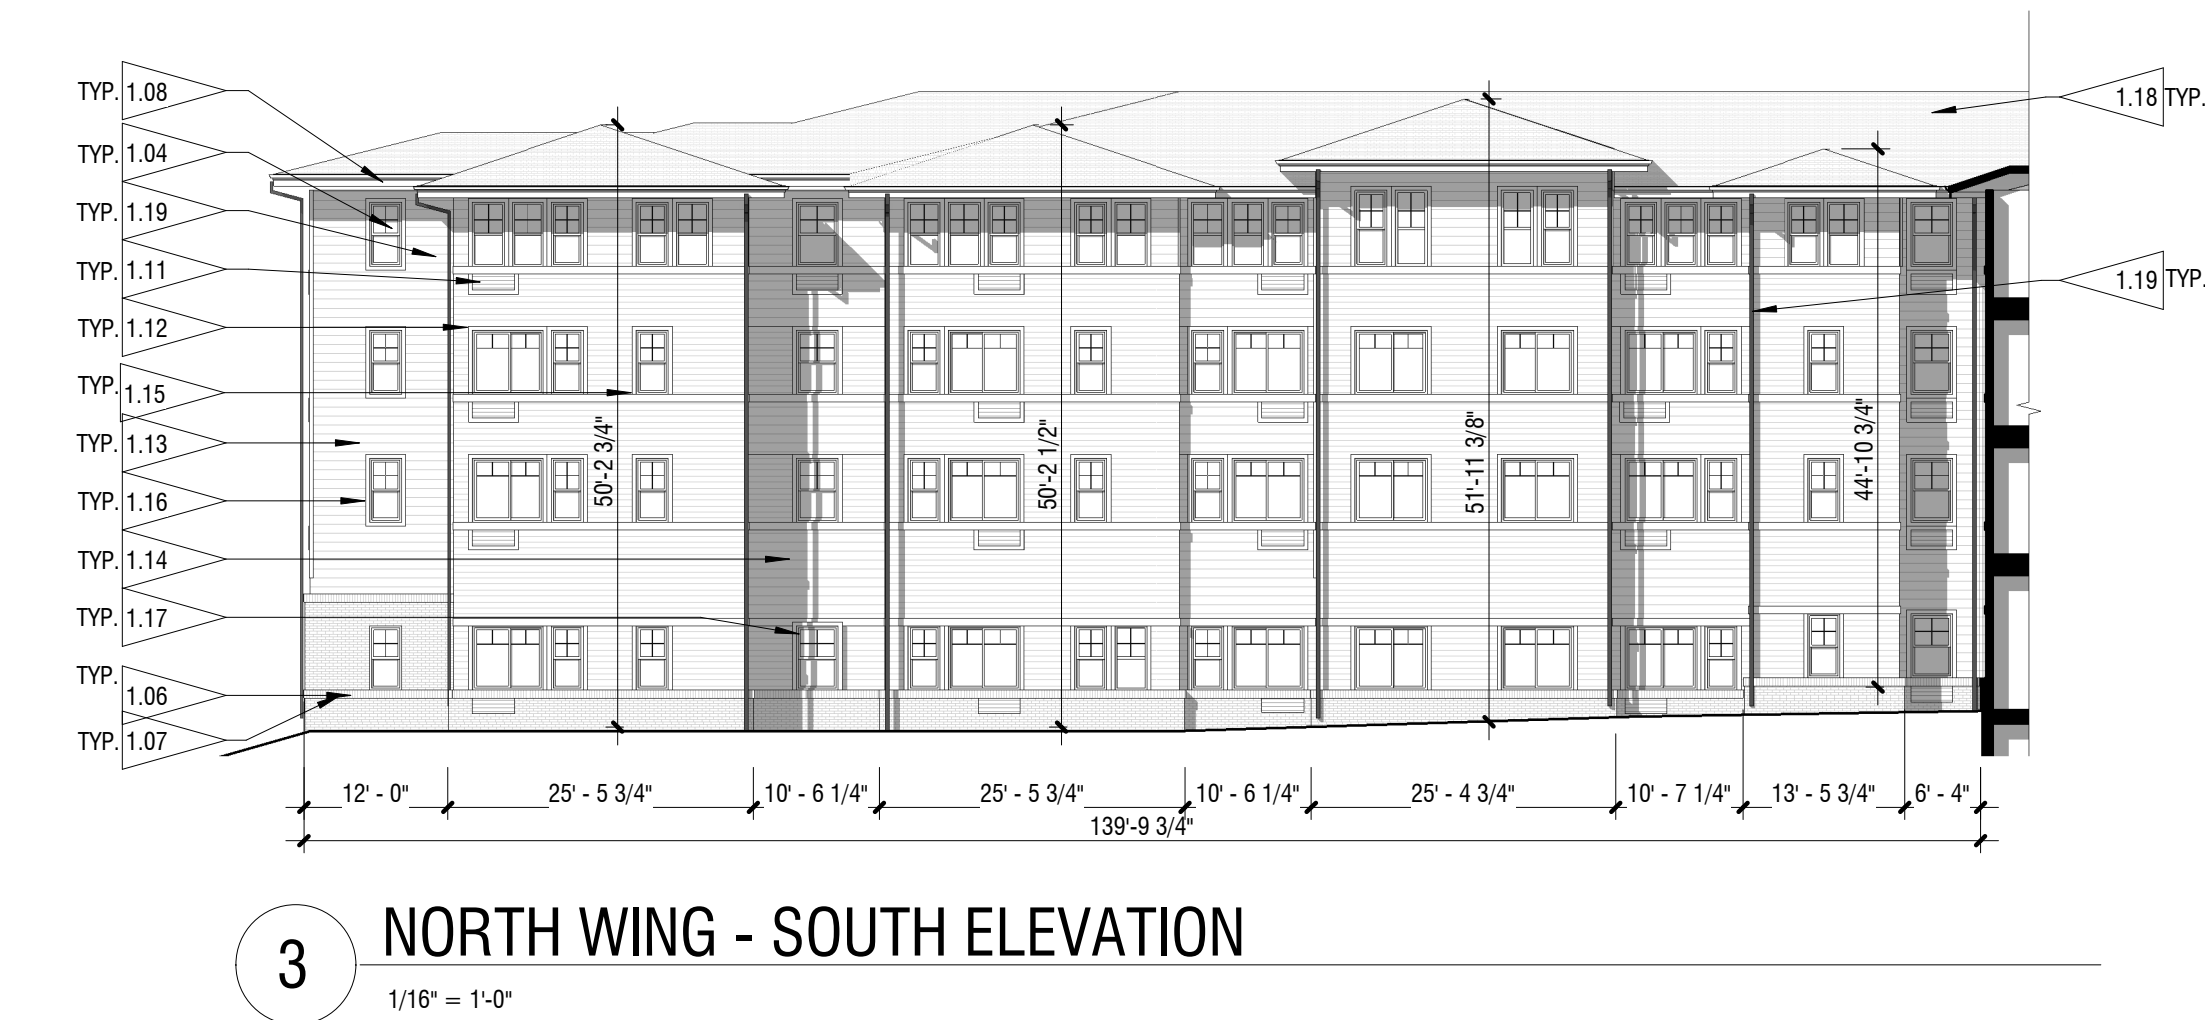 TYP. 1.08
TYP. 1.04
TYP. 1.19
TYP. 1.11
TYP. 1.12
TYP. 1.15
TYP. 1.13
TYP. 1.16
TYP. 1.14
TYP. 1.17
TYP. 1.06
TYP. 1.07
1.18 TYP.
1.19 TYP.
50'-2 3/4"
50'-2 1/2"
51'-11 3/8"
44'-10 3/4"
12' - 0" 25' - 5 3/4" 10' - 6 1/4" 25' - 5 3/4" 10' - 6 1/4" 25' - 4 3/4" 10' - 7 1/4" 13' - 5 3/4" 6' - 4"
139'-9 3/4"
3 NORTH WING - SOUTH ELEVATION
1/16" = 1'-0"